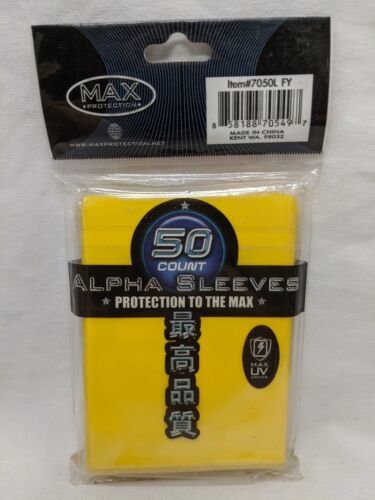 MAX
PROTECTION
WWW.MAXPROTECTION.NET
Item#7050L FY
8 58188 70549 7
MADE IN CHINA
KENT WA. 98032
50
COUNT
ALPHA SLEEVES
PROTECTION TO THE MAX
最高品質
MAX
UV
ARMOR